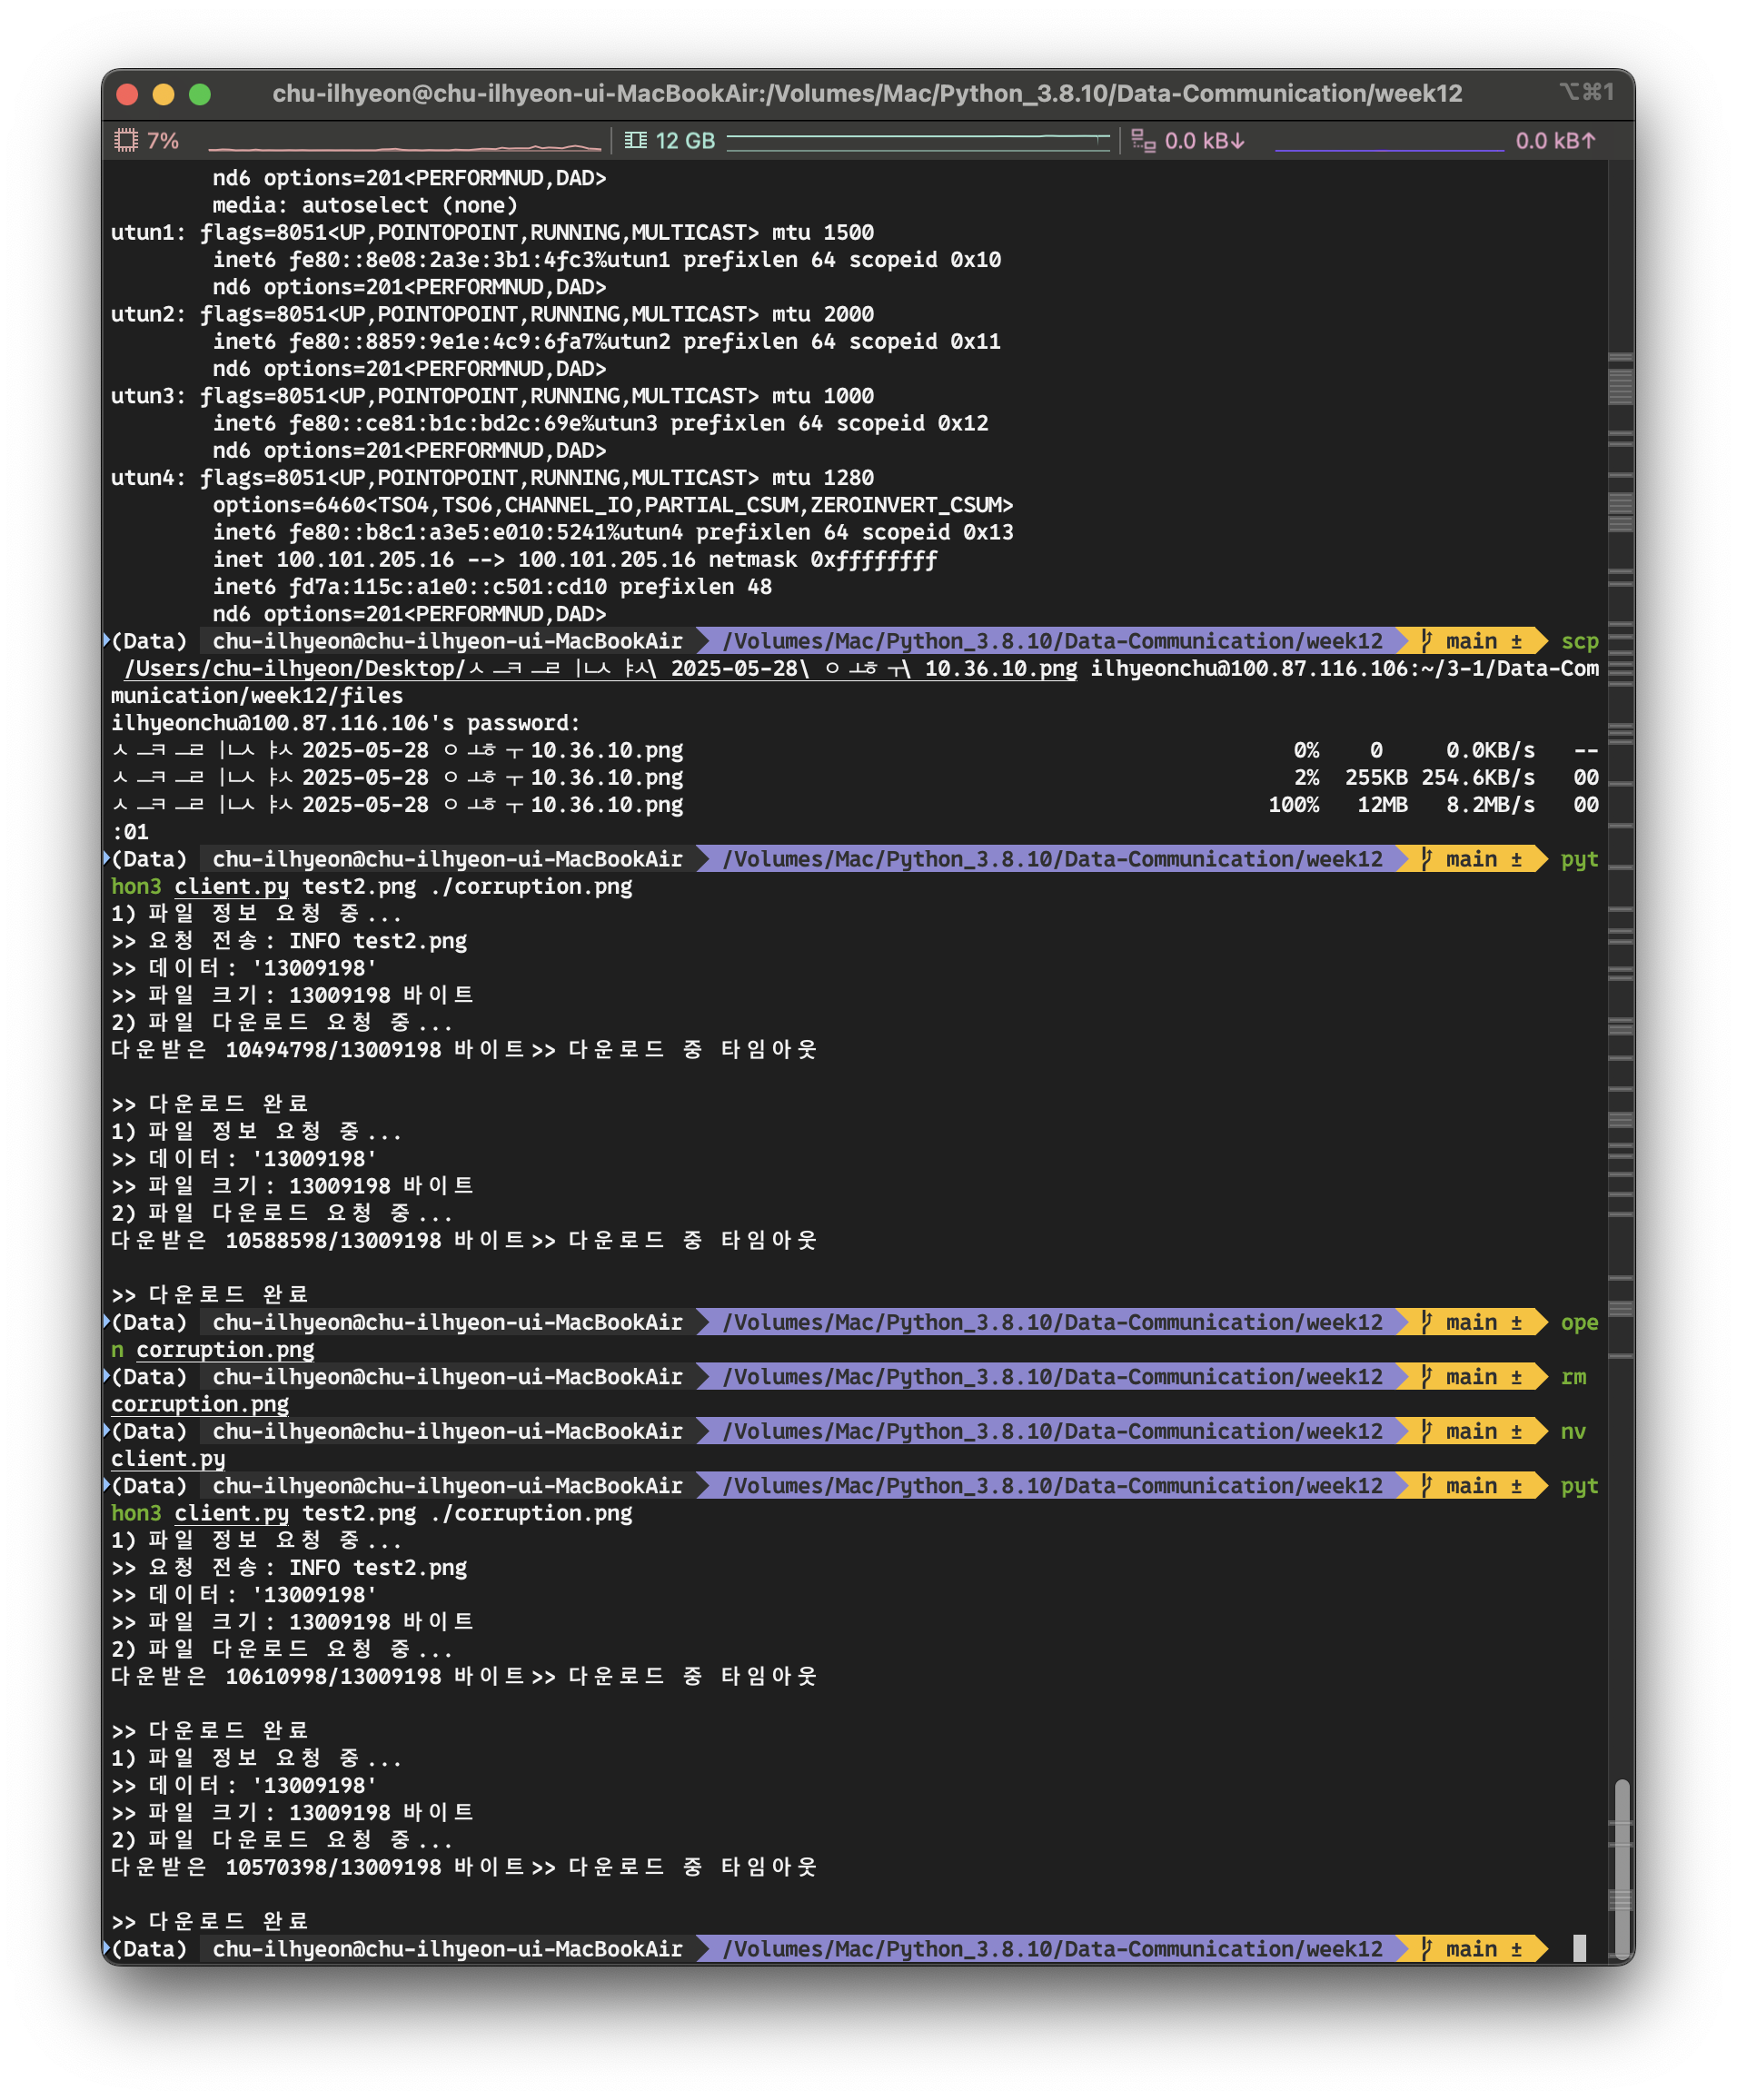 chu-ilhyeon@chu-ilhyeon-ui-MacBookAir:/Volumes/Mac/Python_3.8.10/Data-Communication/week12 ⌥⌘1
7% 12 GB 0.0 kB↓ 0.0 kB↑
nd6 options=201<PERFORMNUD,DAD>
media: autoselect (none)
utun1: flags=8051<UP,POINTOPOINT,RUNNING,MULTICAST> mtu 1500
inet6 fe80::8e08:2a3e:3b1:4fc3%utun1 prefixlen 64 scopeid 0x10
nd6 options=201<PERFORMNUD,DAD>
utun2: flags=8051<UP,POINTOPOINT,RUNNING,MULTICAST> mtu 2000
inet6 fe80::8859:9e1e:4c9:6fa7%utun2 prefixlen 64 scopeid 0x11
nd6 options=201<PERFORMNUD,DAD>
utun3: flags=8051<UP,POINTOPOINT,RUNNING,MULTICAST> mtu 1000
inet6 fe80::ce81:b1c:bd2c:69e%utun3 prefixlen 64 scopeid 0x12
nd6 options=201<PERFORMNUD,DAD>
utun4: flags=8051<UP,POINTOPOINT,RUNNING,MULTICAST> mtu 1280
options=6460<TSO4,TSO6,CHANNEL_IO,PARTIAL_CSUM,ZEROINVERT_CSUM>
inet6 fe80::b8c1:a3e5:e010:5241%utun4 prefixlen 64 scopeid 0x13
inet 100.101.205.16 --> 100.101.205.16 netmask 0xffffffff
inet6 fd7a:115c:a1e0::c501:cd10 prefixlen 48
nd6 options=201<PERFORMNUD,DAD>
(Data) chu-ilhyeon@chu-ilhyeon-ui-MacBookAir /Volumes/Mac/Python_3.8.10/Data-Communication/week12 main ± scp
/Users/chu-ilhyeon/Desktop/ㅅㅡㅋㅡㄹㅣㄴㅅㅑㅅ\ 2025-05-28\ ㅇㅗㅎㅜ\ 10.36.10.png ilhyeonchu@100.87.116.106:~/3-1/Data-Com
munication/week12/files
ilhyeonchu@100.87.116.106's password:
ㅅㅡㅋㅡㄹㅣㄴㅅㅑㅅ 2025-05-28 ㅇㅗㅎㅜ 10.36.10.png 0% 0 0.0KB/s --
ㅅㅡㅋㅡㄹㅣㄴㅅㅑㅅ 2025-05-28 ㅇㅗㅎㅜ 10.36.10.png 2% 255KB 254.6KB/s 00
ㅅㅡㅋㅡㄹㅣㄴㅅㅑㅅ 2025-05-28 ㅇㅗㅎㅜ 10.36.10.png 100% 12MB 8.2MB/s 00
:01
(Data) chu-ilhyeon@chu-ilhyeon-ui-MacBookAir /Volumes/Mac/Python_3.8.10/Data-Communication/week12 main ± pyt
hon3 client.py test2.png ./corruption.png
1) 파일 정보 요청 중...
>> 요청 전송: INFO test2.png
>> 데이터: '13009198'
>> 파일 크기: 13009198 바이트
2) 파일 다운로드 요청 중...
다운받은 10494798/13009198 바이트>> 다운로드 중 타임아웃
>> 다운로드 완료
1) 파일 정보 요청 중...
>> 데이터: '13009198'
>> 파일 크기: 13009198 바이트
2) 파일 다운로드 요청 중...
다운받은 10588598/13009198 바이트>> 다운로드 중 타임아웃
>> 다운로드 완료
(Data) chu-ilhyeon@chu-ilhyeon-ui-MacBookAir /Volumes/Mac/Python_3.8.10/Data-Communication/week12 main ± ope
n corruption.png
(Data) chu-ilhyeon@chu-ilhyeon-ui-MacBookAir /Volumes/Mac/Python_3.8.10/Data-Communication/week12 main ± rm
corruption.png
(Data) chu-ilhyeon@chu-ilhyeon-ui-MacBookAir /Volumes/Mac/Python_3.8.10/Data-Communication/week12 main ± nv
client.py
(Data) chu-ilhyeon@chu-ilhyeon-ui-MacBookAir /Volumes/Mac/Python_3.8.10/Data-Communication/week12 main ± pyt
hon3 client.py test2.png ./corruption.png
1) 파일 정보 요청 중...
>> 요청 전송: INFO test2.png
>> 데이터: '13009198'
>> 파일 크기: 13009198 바이트
2) 파일 다운로드 요청 중...
다운받은 10610998/13009198 바이트>> 다운로드 중 타임아웃
>> 다운로드 완료
1) 파일 정보 요청 중...
>> 데이터: '13009198'
>> 파일 크기: 13009198 바이트
2) 파일 다운로드 요청 중...
다운받은 10570398/13009198 바이트>> 다운로드 중 타임아웃
>> 다운로드 완료
(Data) chu-ilhyeon@chu-ilhyeon-ui-MacBookAir /Volumes/Mac/Python_3.8.10/Data-Communication/week12 main ±